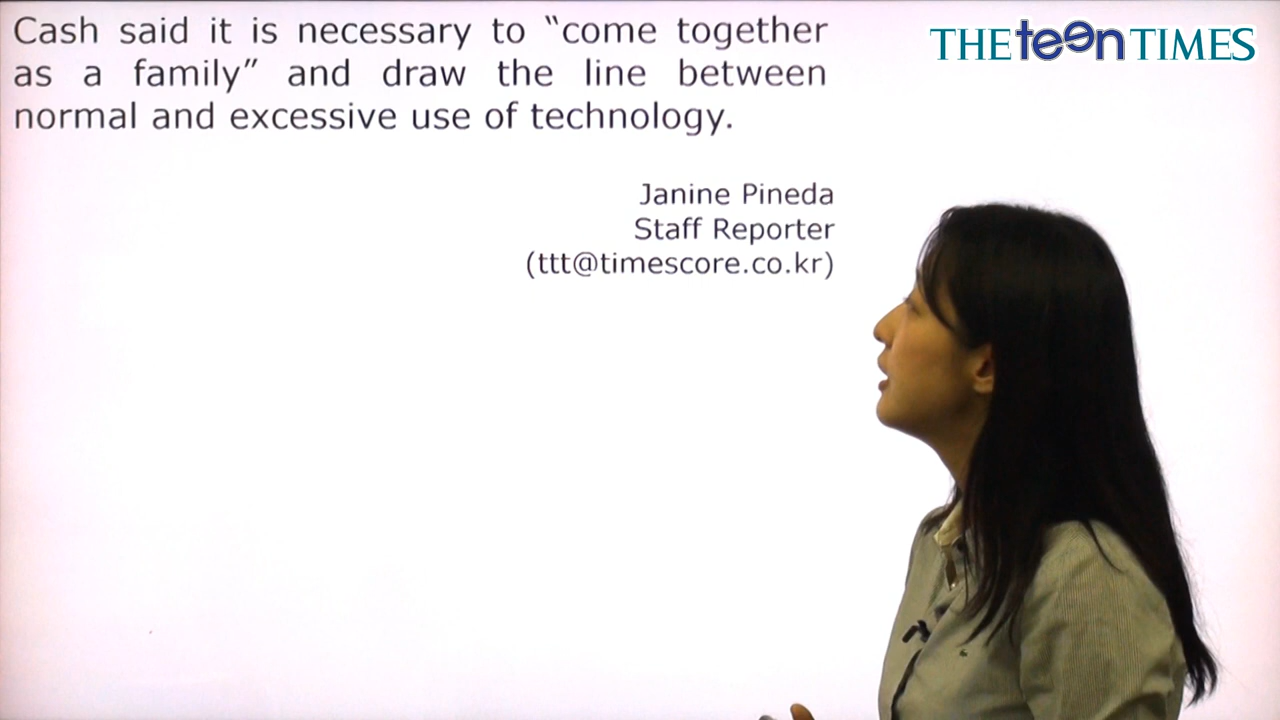 Cash said it is necessary to “come together
as a family” and draw the line between
normal and excessive use of technology.
THE teen TIMES
Janine Pineda
Staff Reporter
(ttt@timescore.co.kr)